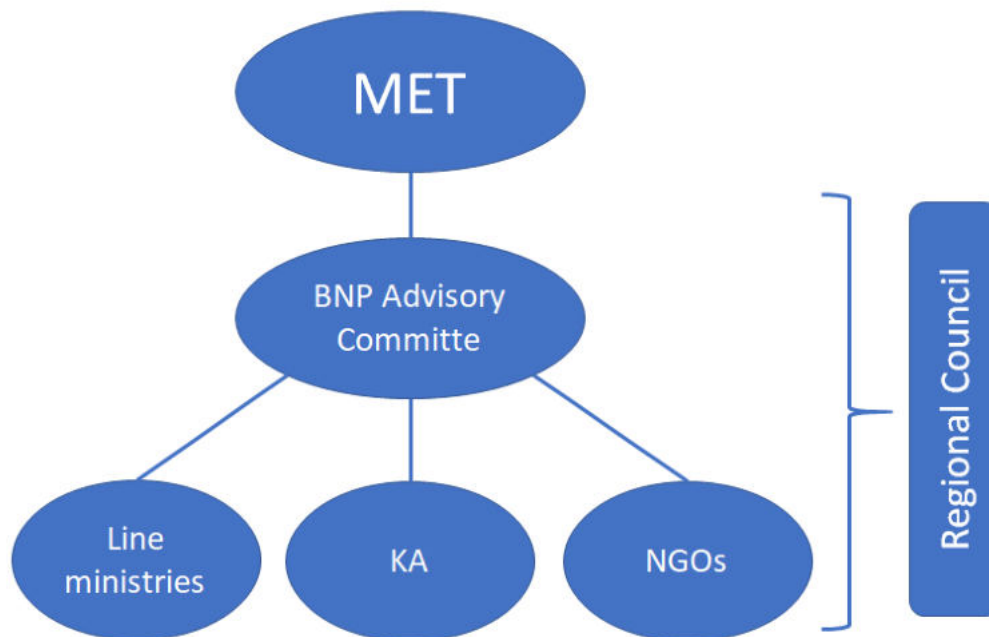 MET
BNP Advisory
Committe
Line
ministries
KA
NGOs
Regional Council